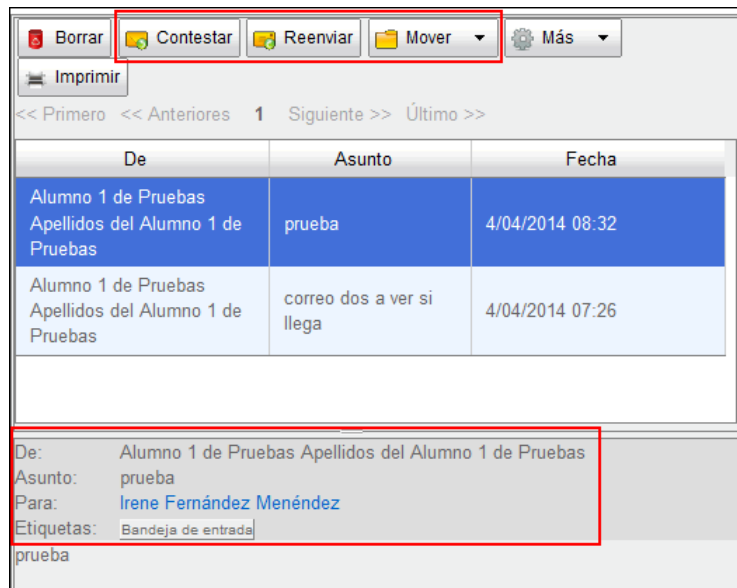 Borrar Contestar Reenviar Mover Más
Imprimir
<< Primero << Anteriores 1 Siguiente >> Último >>
De Asunto Fecha
Alumno 1 de Pruebas
Apellidos del Alumno 1 de
Pruebas
prueba
4/04/2014 08:32
Alumno 1 de Pruebas
Apellidos del Alumno 1 de
Pruebas
correo dos a ver si
llega
4/04/2014 07:26
De: Alumno 1 de Pruebas Apellidos del Alumno 1 de Pruebas
Asunto: prueba
Para: Irene Fernández Menéndez
Etiquetas: Bandeja de entrada
prueba